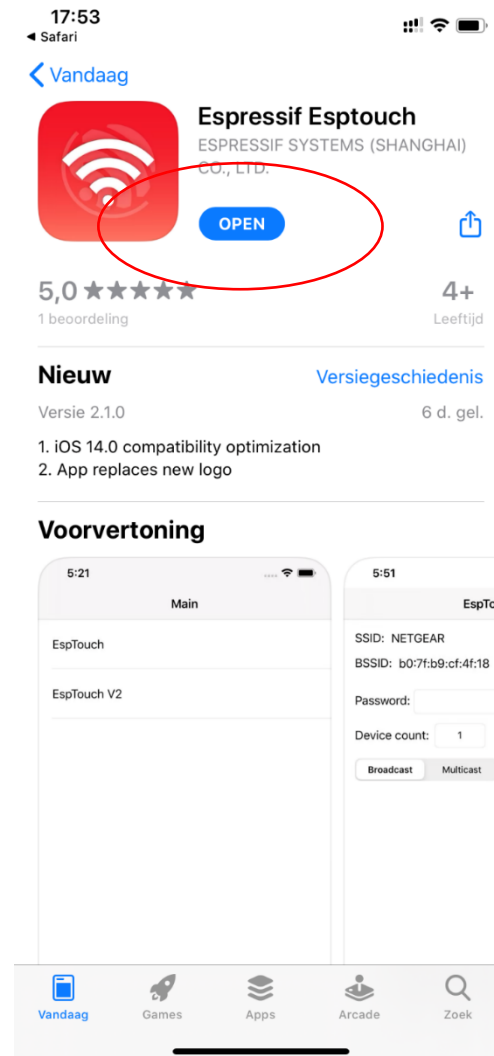 17:53
◀ Safari
Vandaag
Espressif Esptouch
ESPRESSIF SYSTEMS (SHANGHAI)
CO., LTD.
OPEN
5,0 ★★★★★
4+
1 beoordeling
Leeftijd
Nieuw
Versiegeschiedenis
Versie 2.1.0
6 d. gel.
1. iOS 14.0 compatibility optimization
2. App replaces new logo
Voorvertoning
5:21
Main
EspTouch
EspTouch V2
5:51
EspTo
SSID: NETGEAR
BSSID: b0:7f:b9:cf:4f:18
Password:
Device count: 1
Broadcast Multicast
Vandaag Games Apps Arcade Zoek